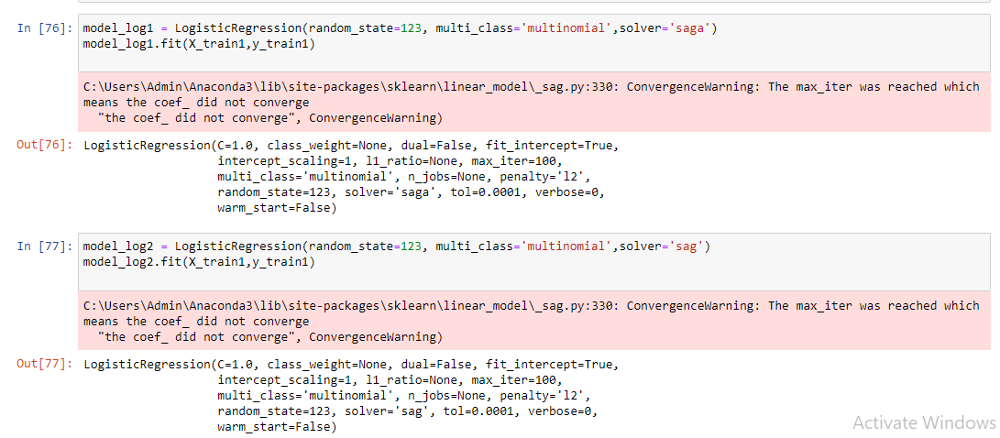 In [76]: model_log1 = LogisticRegression(random_state=123, multi_class='multinomial',solver='saga')
model_log1.fit(X_train1,y_train1)
C:\Users\Admin\Anaconda3\lib\site-packages\sklearn\linear_model\_sag.py:330: ConvergenceWarning: The max_iter was reached which
means the coef_ did not converge
"the coef_ did not converge", ConvergenceWarning)
Out[76]: LogisticRegression(C=1.0, class_weight=None, dual=False, fit_intercept=True,
intercept_scaling=1, l1_ratio=None, max_iter=100,
multi_class='multinomial', n_jobs=None, penalty='l2',
random_state=123, solver='saga', tol=0.0001, verbose=0,
warm_start=False)
In [77]: model_log2 = LogisticRegression(random_state=123, multi_class='multinomial',solver='sag')
model_log2.fit(X_train1,y_train1)
C:\Users\Admin\Anaconda3\lib\site-packages\sklearn\linear_model\_sag.py:330: ConvergenceWarning: The max_iter was reached which
means the coef_ did not converge
"the coef_ did not converge", ConvergenceWarning)
Out[77]: LogisticRegression(C=1.0, class_weight=None, dual=False, fit_intercept=True,
intercept_scaling=1, l1_ratio=None, max_iter=100,
multi_class='multinomial', n_jobs=None, penalty='l2',
random_state=123, solver='sag', tol=0.0001, verbose=0,
warm_start=False)
Activate Windows